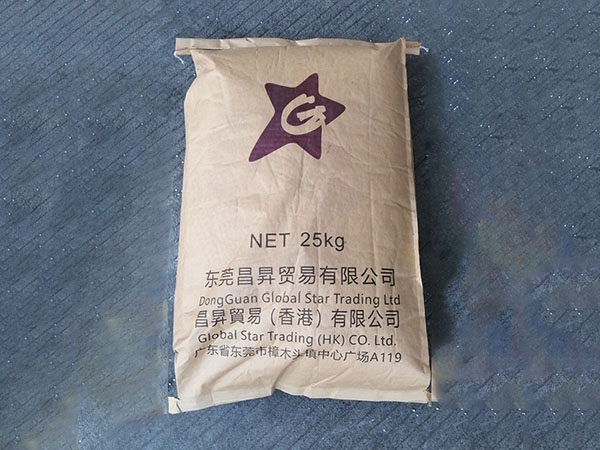 G
NET 25kg
东莞昌昇贸易有限公司
DongGuan Global Star Trading Ltd
昌昇貿易（香港）有限公司
Global Star Trading (HK) CO. Ltd.
广东省东莞市樟木头镇中心广场A119